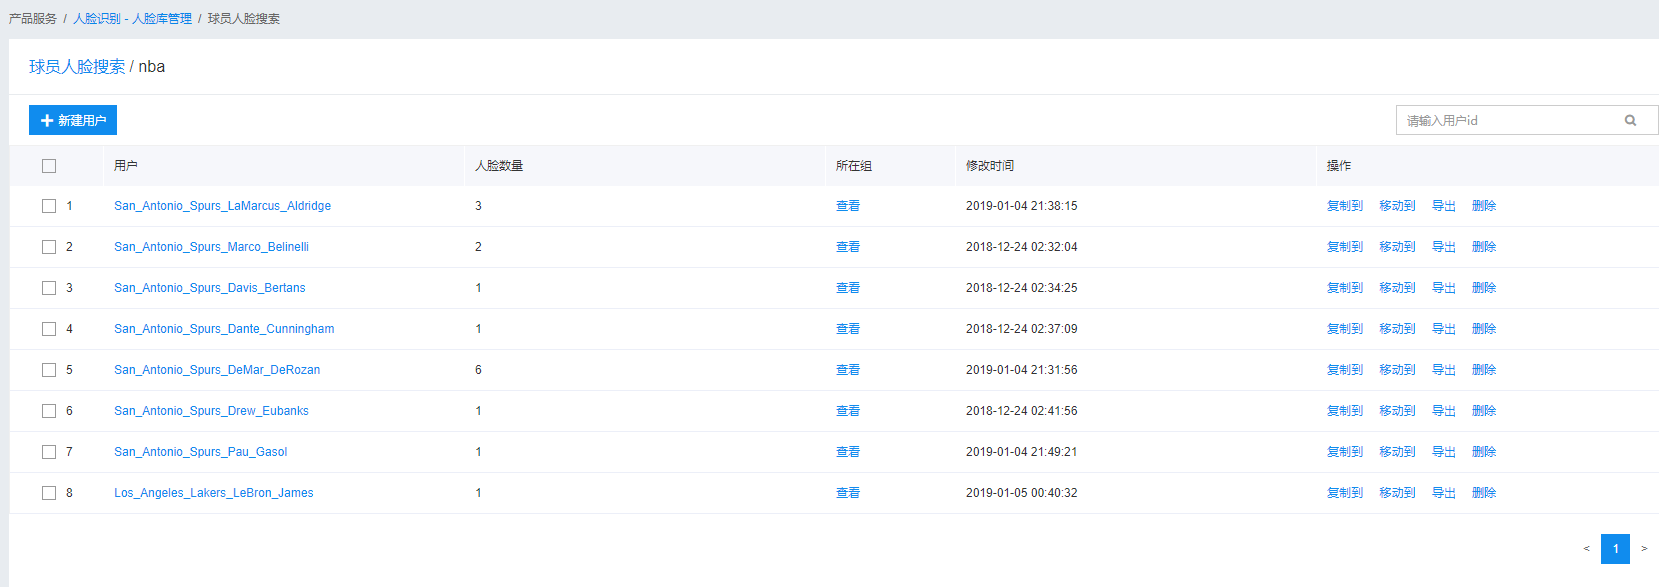 产品服务 / 人脸识别 - 人脸库管理 / 球员人脸搜索
球员人脸搜索 / nba
新建用户
请输入用户id
用户 人脸数量 所在组 修改时间 操作
1 San_Antonio_Spurs_LaMarcus_Aldridge 3 查看 2019-01-04 21:38:15 复制到 移动到 导出 删除
2 San_Antonio_Spurs_Marco_Belinelli 2 查看 2018-12-24 02:32:04 复制到 移动到 导出 删除
3 San_Antonio_Spurs_Davis_Bertans 1 查看 2018-12-24 02:34:25 复制到 移动到 导出 删除
4 San_Antonio_Spurs_Dante_Cunningham 1 查看 2018-12-24 02:37:09 复制到 移动到 导出 删除
5 San_Antonio_Spurs_DeMar_DeRozan 6 查看 2019-01-04 21:31:56 复制到 移动到 导出 删除
6 San_Antonio_Spurs_Drew_Eubanks 1 查看 2018-12-24 02:41:56 复制到 移动到 导出 删除
7 San_Antonio_Spurs_Pau_Gasol 1 查看 2019-01-04 21:49:21 复制到 移动到 导出 删除
8 Los_Angeles_Lakers_LeBron_James 1 查看 2019-01-05 00:40:32 复制到 移动到 导出 删除
< 1 >